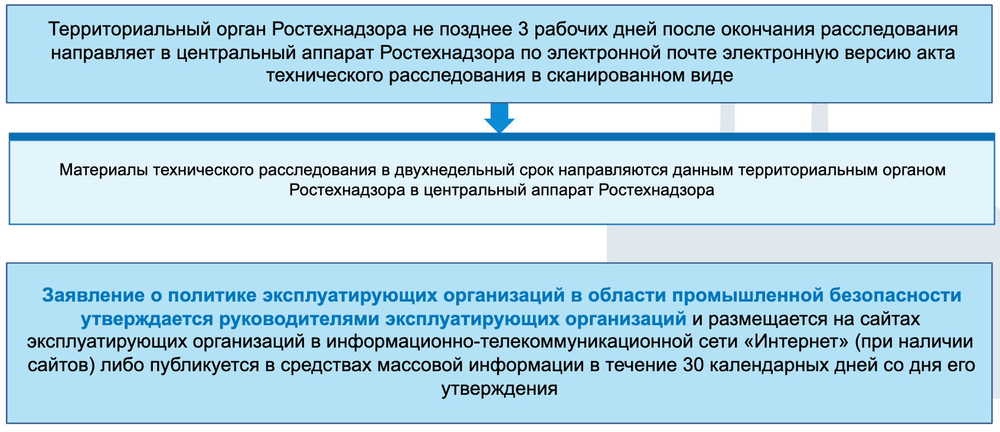 Территориальный орган Ростехнадзора не позднее 3 рабочих дней после окончания расследования
направляет в центральный аппарат Ростехнадзора по электронной почте электронную версию акта
технического расследования в сканированном виде
Материалы технического расследования в двухнедельный срок направляются данным территориальным органом
Ростехнадзора в центральный аппарат Ростехнадзора
Заявление о политике эксплуатирующих организаций в области промышленной безопасности
утверждается руководителями эксплуатирующих организаций и размещается на сайтах
эксплуатирующих организаций в информационно-телекоммуникационной сети «Интернет» (при наличии
сайтов) либо публикуется в средствах массовой информации в течение 30 календарных дней со дня его
утверждения